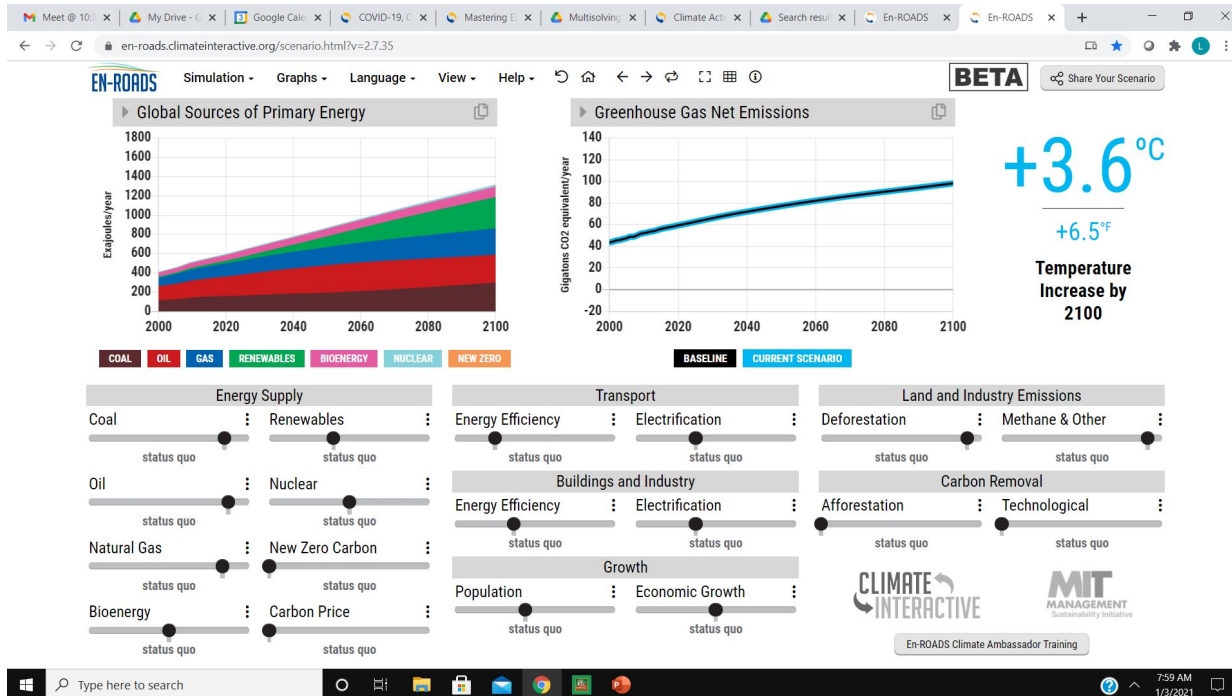 Meet @ 10:3
My Drive - G
Google Cale
COVID-19, C
Mastering E
Multisolving
Climate Acti
Search resul
En-ROADS
En-ROADS
en-roads.climateinteractive.org/scenario.html?v=2.7.35
L
EN-ROADS
Simulation
Graphs
Language
View
Help
BETA
Share Your Scenario
Global Sources of Primary Energy
1800
1600
1400
1200
1000
800
600
400
200
0
Exajoules/year
2000 2020 2040 2060 2080 2100
COAL OIL GAS RENEWABLES BIOENERGY NUCLEAR NEW ZERO
Greenhouse Gas Net Emissions
140
120
100
80
60
40
20
0
-20
Gigatons CO2 equivalent/year
2000 2020 2040 2060 2080 2100
BASELINE CURRENT SCENARIO
+3.6°C
+6.5°F
Temperature
Increase by
2100
Energy Supply
Coal
status quo
Renewables
status quo
Oil
status quo
Nuclear
status quo
Natural Gas
status quo
New Zero Carbon
status quo
Bioenergy
status quo
Carbon Price
status quo
Transport
Energy Efficiency
status quo
Electrification
status quo
Buildings and Industry
Energy Efficiency
status quo
Electrification
status quo
Growth
Population
status quo
Economic Growth
status quo
Land and Industry Emissions
Deforestation
status quo
Methane & Other
status quo
Carbon Removal
Afforestation
status quo
Technological
status quo
CLIMATE
INTERACTIVE
MIT
MANAGEMENT
Sustainability Initiative
En-ROADS Climate Ambassador Training
Type here to search
7:59 AM
1/3/2021